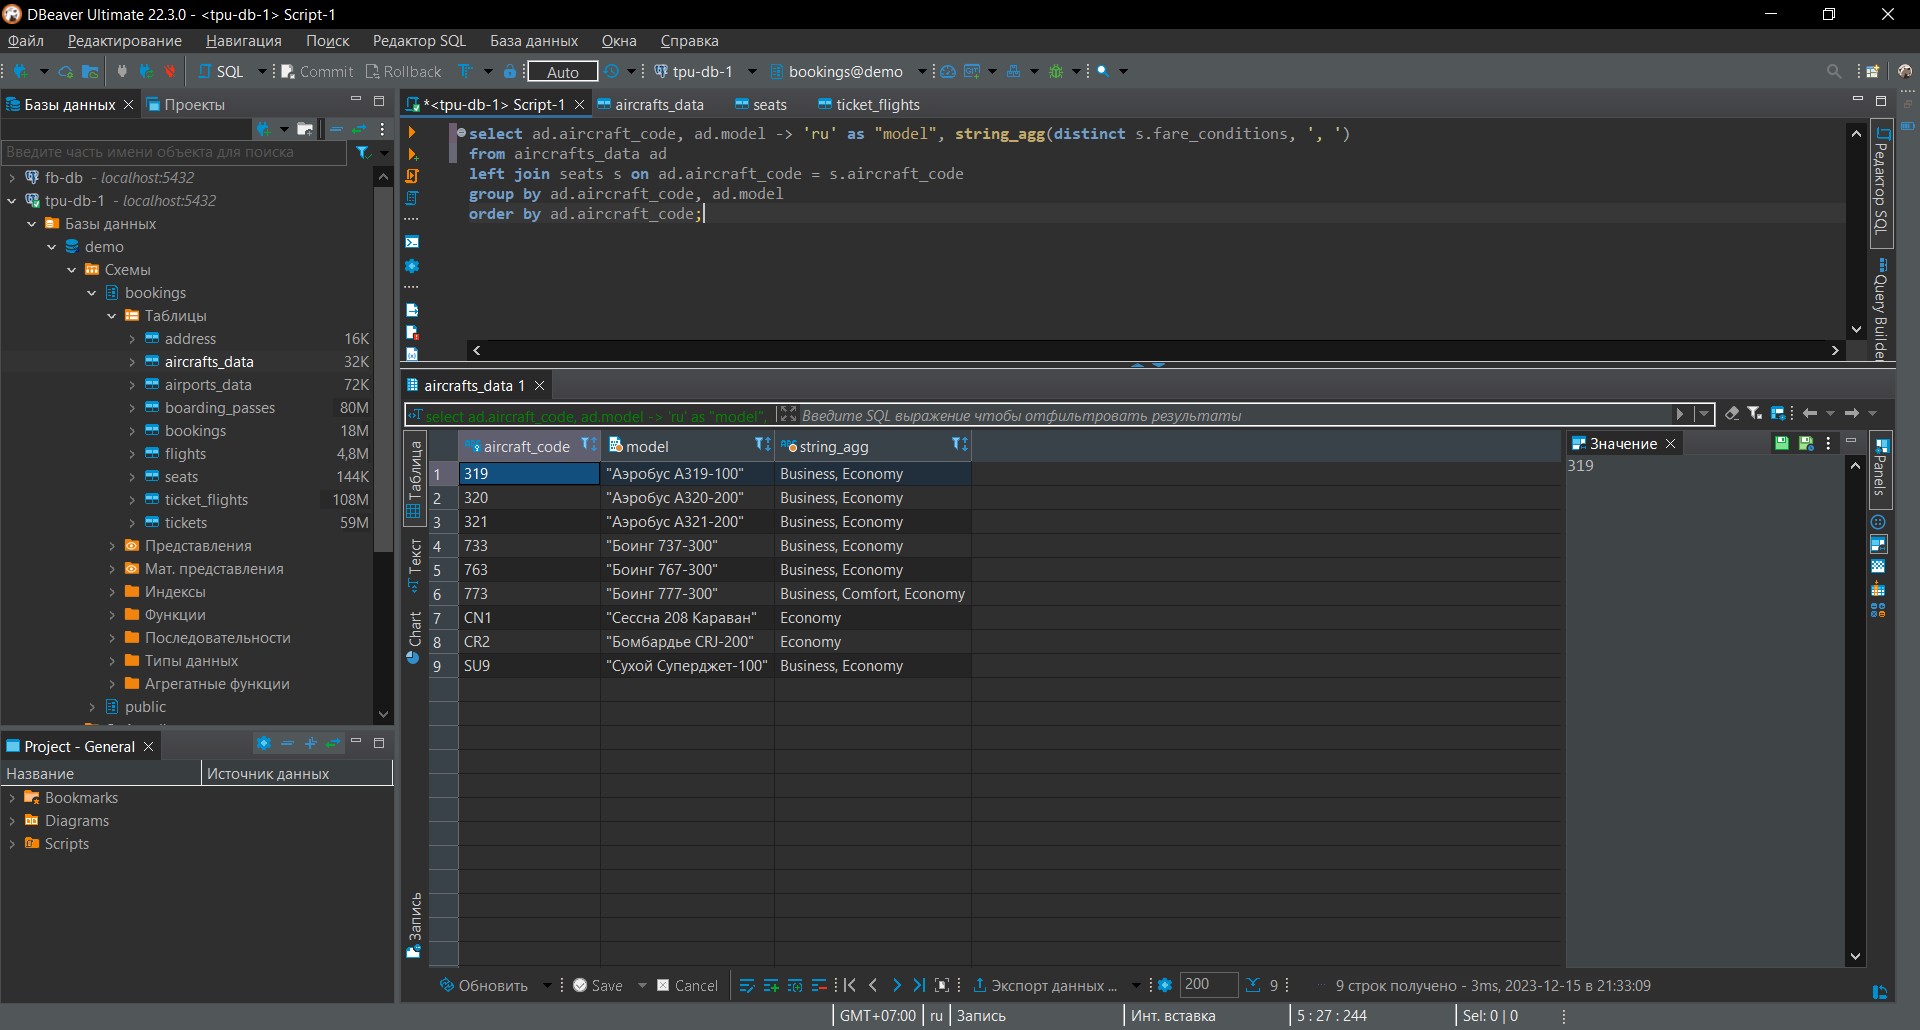 DBeaver Ultimate 22.3.0 - <tpu-db-1> Script-1
Файл Редактирование Навигация Поиск Редактор SQL База данных Окна Справка
SQL Commit Rollback Auto tpu-db-1 bookings@demo
Базы данных Проекты
Введите часть имени объекта для поиска
fb-db - localhost:5432
tpu-db-1 - localhost:5432
Базы данных
demo
Схемы
bookings
Таблицы
address 16K
aircrafts_data 32K
airports_data 72K
boarding_passes 80M
bookings 18M
flights 4,8M
seats 144K
ticket_flights 108M
tickets 59M
Представления
Мат. представления
Индексы
Функции
Последовательности
Типы данных
Агрегатные функции
public
Project - General
Название Источник данных
Bookmarks
Diagrams
Scripts
*<tpu-db-1> Script-1 aircrafts_data seats ticket_flights
select ad.aircraft_code, ad.model -> 'ru' as "model", string_agg(distinct s.fare_conditions, ', ')
from aircrafts_data ad
left join seats s on ad.aircraft_code = s.aircraft_code
group by ad.aircraft_code, ad.model
order by ad.aircraft_code;
Редактор SQL
Query Builder
aircrafts_data 1
select ad.aircraft_code, ad.model -> 'ru' as "model", Введите SQL выражение чтобы отфильтровать результаты
Таблица
Текст
Chart
Запись
aircraft_code model string_agg
1 319 "Аэробус A319-100" Business, Economy
2 320 "Аэробус A320-200" Business, Economy
3 321 "Аэробус A321-200" Business, Economy
4 733 "Боинг 737-300" Business, Economy
5 763 "Боинг 767-300" Business, Economy
6 773 "Боинг 777-300" Business, Comfort, Economy
7 CN1 "Сессна 208 Караван" Economy
8 CR2 "Бомбардье CRJ-200" Economy
9 SU9 "Сухой Суперджет-100" Business, Economy
Значение
319
Panels
Обновить Save Cancel Экспорт данных ... 200 9 9 строк получено - 3ms, 2023-12-15 в 21:33:09
GMT+07:00 ru Запись Инт. вставка 5 : 27 : 244 Sel: 0 | 0